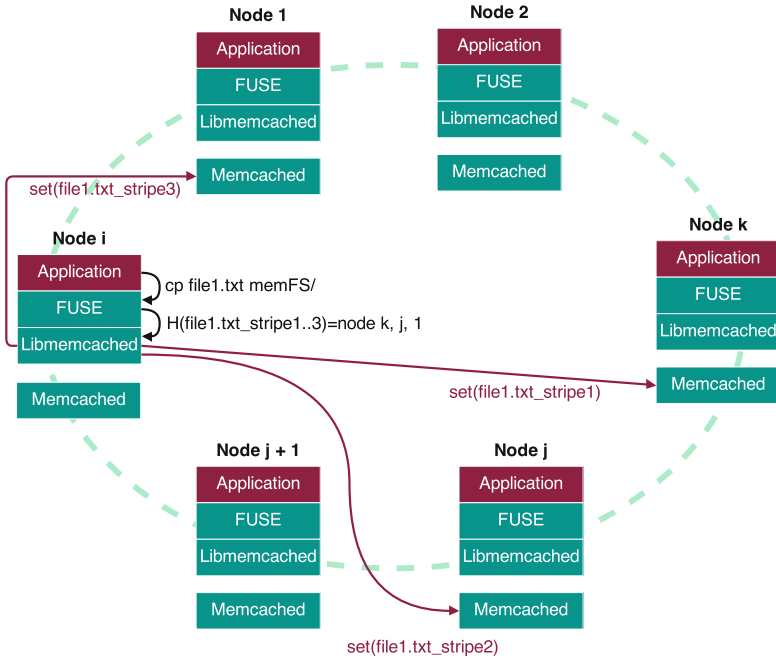 Node 1
Application
FUSE
Libmemcached
Memcached
Node 2
Application
FUSE
Libmemcached
Memcached
set(file1.txt_stripe3)
Node i
Application
FUSE
Libmemcached
Memcached
cp file1.txt memFS/
H(file1.txt_stripe1..3)=node k, j, 1
Node k
Application
FUSE
Libmemcached
Memcached
set(file1.txt_stripe1)
Node j + 1
Application
FUSE
Libmemcached
Memcached
Node j
Application
FUSE
Libmemcached
Memcached
set(file1.txt_stripe2)